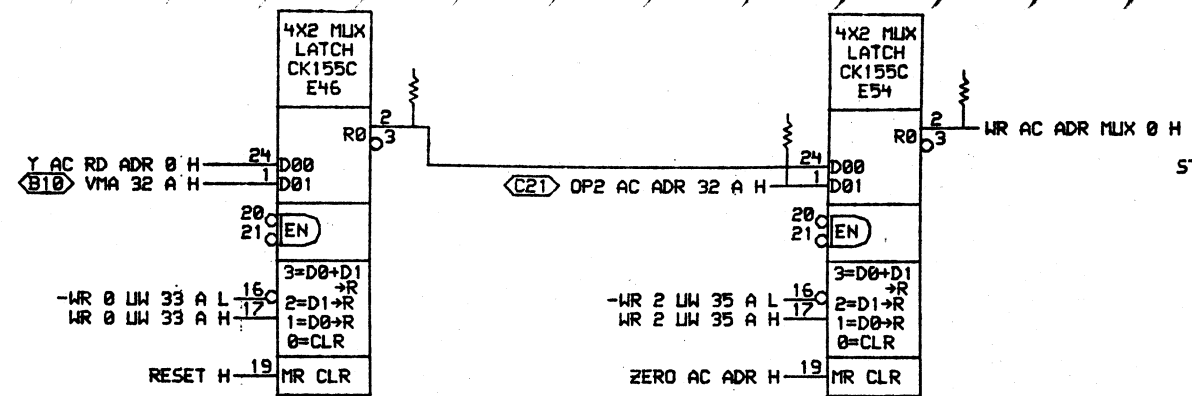 4X2 MUX
LATCH
CK155C
E46
2
R0 3
Y AC RD ADR 0 H 24 D00
B10 VMA 32 A H 1 D01
20
21 EN
3=D0+D1
→R
-WR 0 UW 33 A L 16 2=D1→R
WR 0 UW 33 A H 17 1=D0→R
0=CLR
RESET H 19 MR CLR
4X2 MUX
LATCH
CK155C
E54
2 WR AC ADR MUX 0 H
R0 3
24 D00
C21 OP2 AC ADR 32 A H 1 D01
20
21 EN
3=D0+D1
→R
-WR 2 UW 35 A L 16 2=D1→R
WR 2 UW 35 A H 17 1=D0→R
0=CLR
ZERO AC ADR H 19 MR CLR